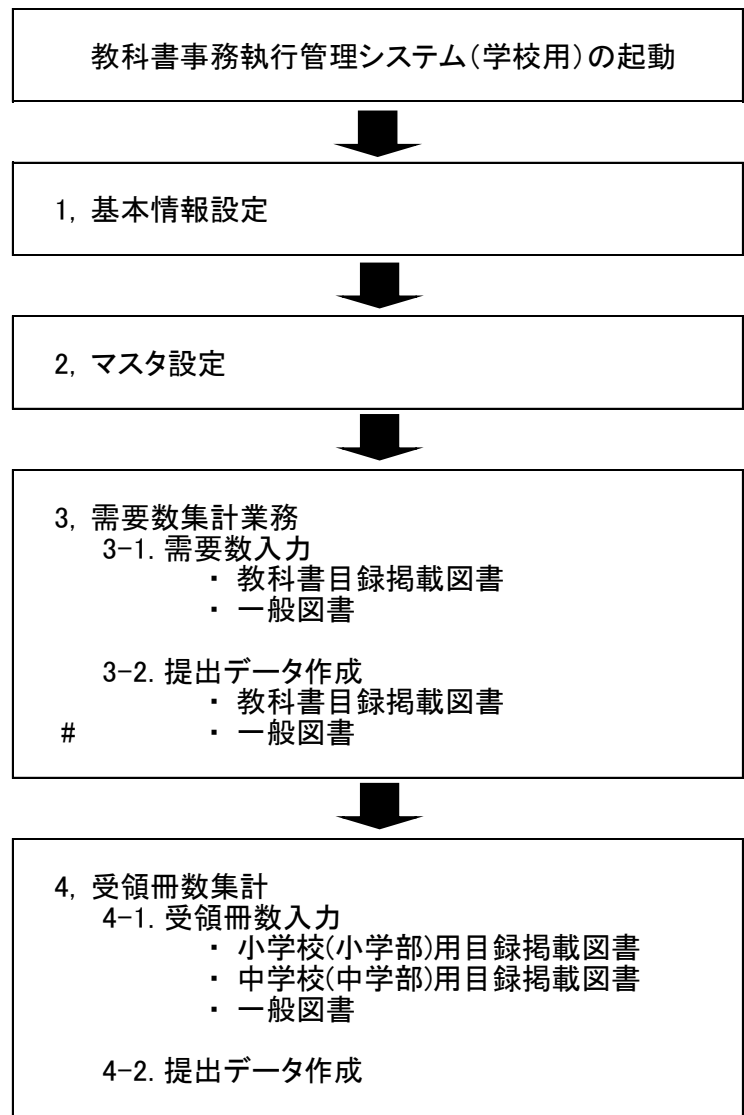 教科書事務執行管理システム（学校用）の起動
1, 基本情報設定
2, マスタ設定
3, 需要数集計業務
3-1. 需要数入力
・ 教科書目録掲載図書
・ 一般図書
3-2. 提出データ作成
・ 教科書目録掲載図書
# ・ 一般図書
4, 受領冊数集計
4-1. 受領冊数入力
・ 小学校(小学部)用目録掲載図書
・ 中学校(中学部)用目録掲載図書
・ 一般図書
4-2. 提出データ作成